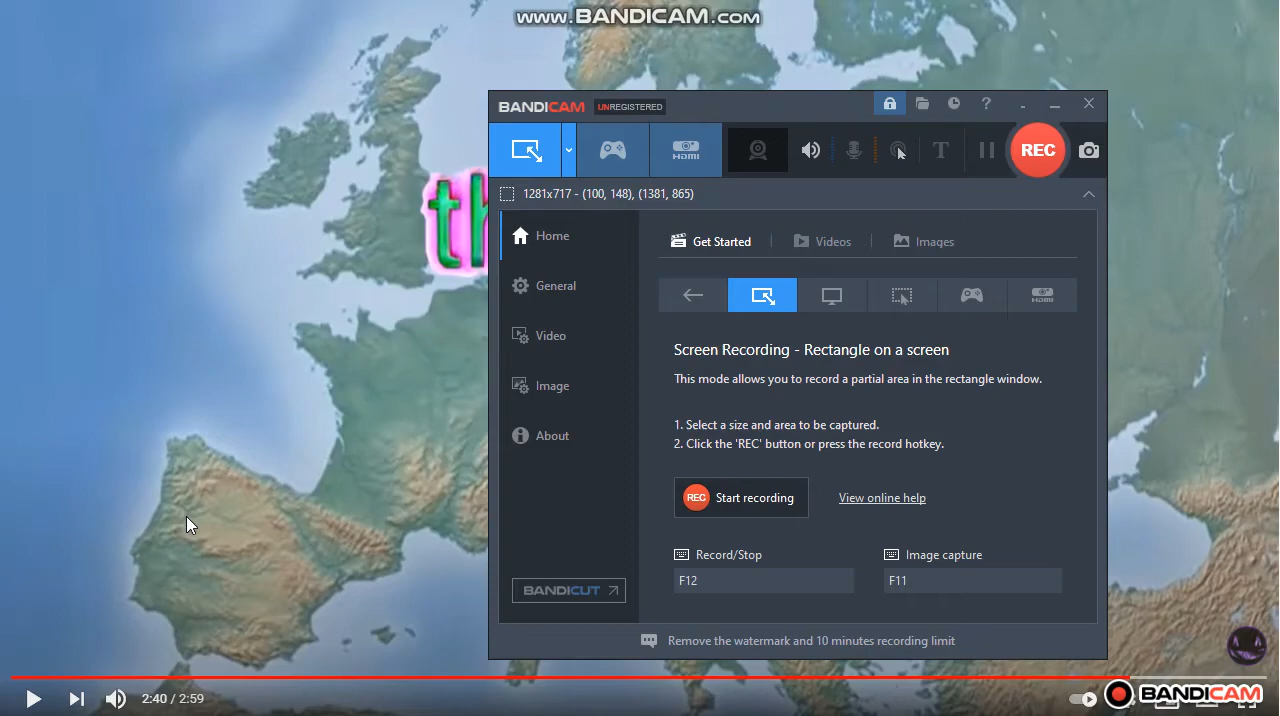 www.BANDICAM.com
BANDICAM UNREGISTERED
?
HDMI
T
REC
1281x717 - (100, 148), (1381, 865)
th
Home
Get Started
Videos
Images
General
HDMI
Video
Screen Recording - Rectangle on a screen
This mode allows you to record a partial area in the rectangle window.
Image
1. Select a size and area to be captured.
About
2. Click the 'REC' button or press the record hotkey.
REC Start recording
View online help
Record/Stop
Image capture
F12
F11
BANDICUT
Remove the watermark and 10 minutes recording limit
2:40 / 2:59
BANDICAM